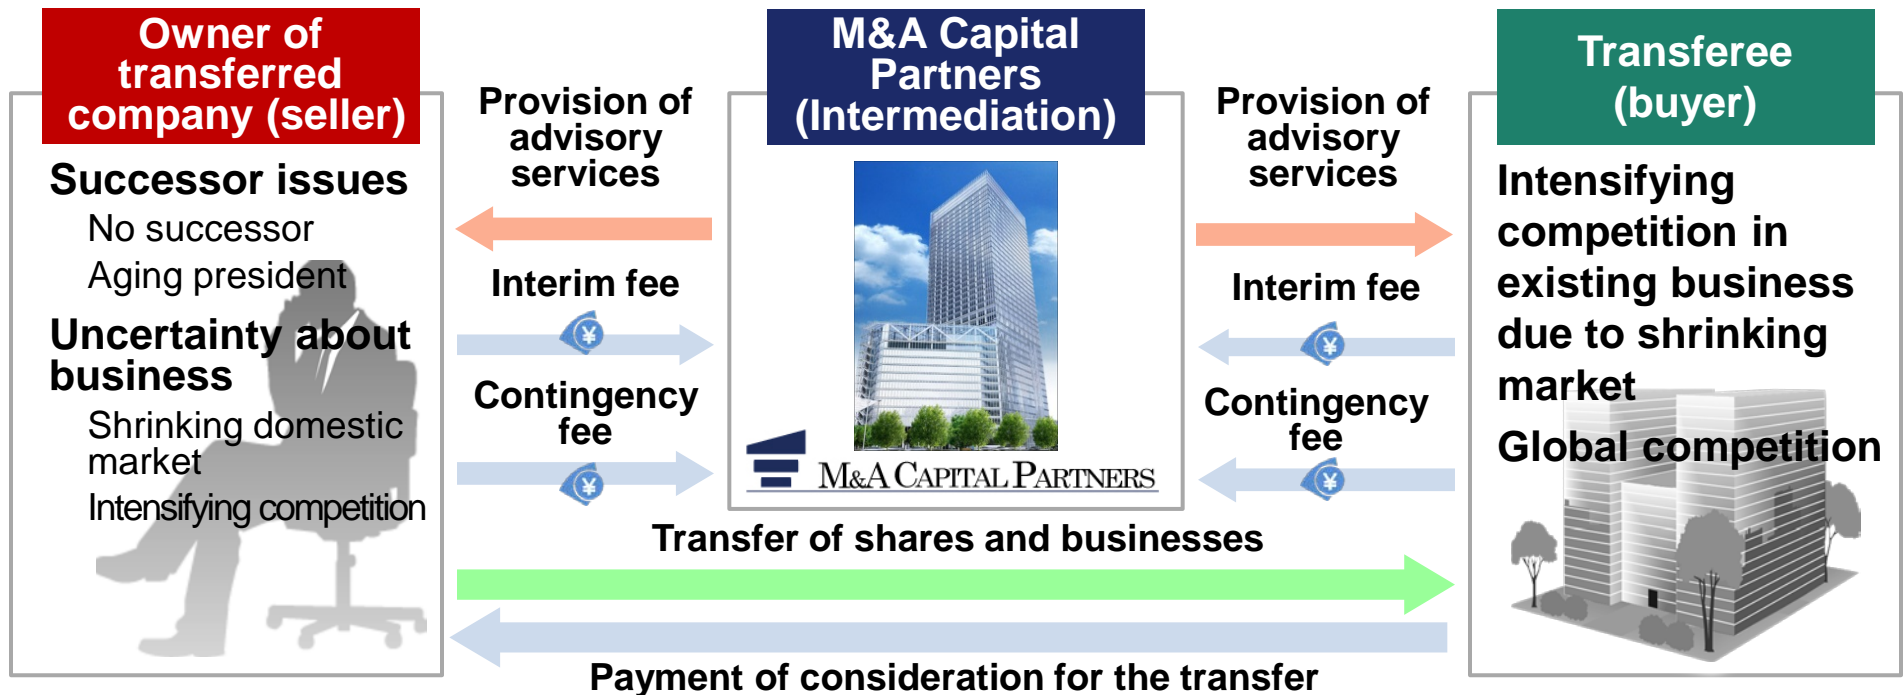 Owner of
transferred
company (seller)
Successor issues
No successor
Aging president
Uncertainty about
business
Shrinking domestic
market
Intensifying competition
Provision of
advisory
services
Interim fee
¥
Contingency
fee
¥
M&A Capital
Partners
(Intermediation)
M&A CAPITAL PARTNERS
Provision of
advisory
services
Interim fee
¥
Contingency
fee
¥
Transferee
(buyer)
Intensifying
competition in
existing business
due to shrinking
market
Global competition
Transfer of shares and businesses
Payment of consideration for the transfer